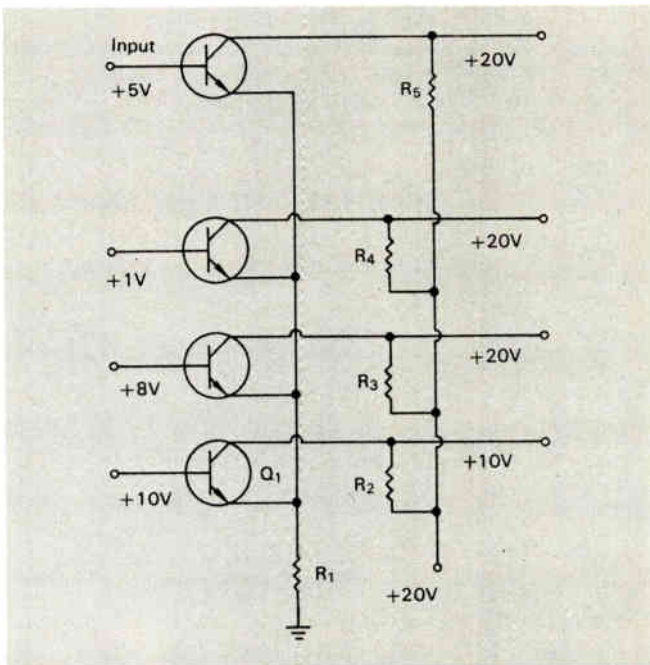 Input
+5V
+20V
R5
+1V
+20V
R4
+8V
+20V
R3
+10V
Q1
+10V
R2
R1
+20V